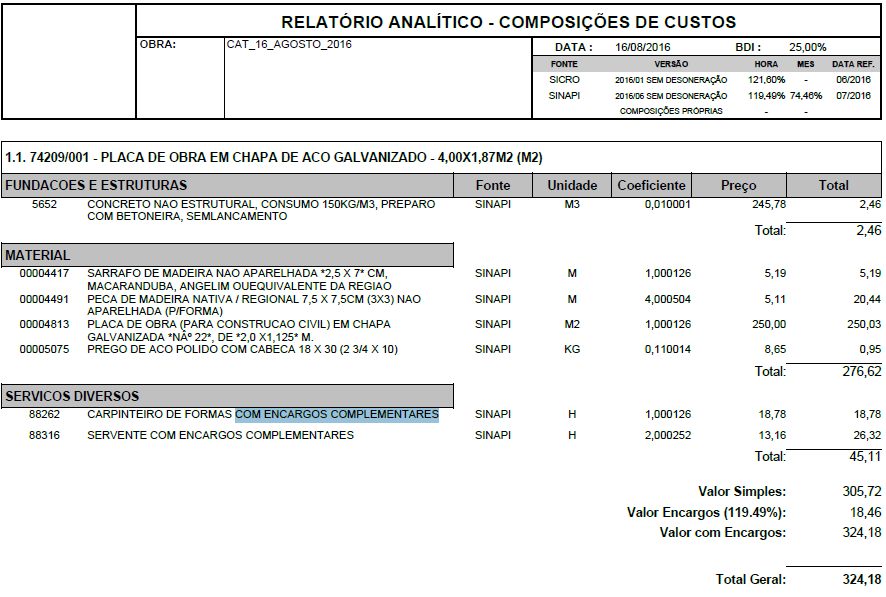 RELATÓRIO ANALÍTICO - COMPOSIÇÕES DE CUSTOS
OBRA: CAT_16_AGOSTO_2016
DATA : 16/08/2016 BDI : 25,00%
FONTE VERSÃO HORA MES DATA REF.
SICRO 2016/01 SEM DESONERAÇÃO 121,60% - 06/2016
SINAPI 2016/06 SEM DESONERAÇÃO 119,49% 74,46% 07/2016
COMPOSIÇÕES PRÓPRIAS - -
1.1. 74209/001 - PLACA DE OBRA EM CHAPA DE ACO GALVANIZADO - 4,00X1,87M2 (M2)
FUNDACOES E ESTRUTURAS Fonte Unidade Coeficiente Preço Total
5652 CONCRETO NAO ESTRUTURAL, CONSUMO 150KG/M3, PREPARO SINAPI M3 0,010001 245,78 2,46
COM BETONEIRA, SEMLANCAMENTO
Total: 2,46
MATERIAL
00004417 SARRAFO DE MADEIRA NAO APARELHADA *2,5 X 7* CM, SINAPI M 1,000126 5,19 5,19
MACARANDUBA, ANGELIM OUEQUIVALENTE DA REGIAO
00004491 PECA DE MADEIRA NATIVA / REGIONAL 7,5 X 7,5CM (3X3) NAO SINAPI M 4,000504 5,11 20,44
APARELHADA (P/FORMA)
00004813 PLACA DE OBRA (PARA CONSTRUCAO CIVIL) EM CHAPA SINAPI M2 1,000126 250,00 250,03
GALVANIZADA *NÂº 22*, DE *2,0 X1,125* M.
00005075 PREGO DE ACO POLIDO COM CABECA 18 X 30 (2 3/4 X 10) SINAPI KG 0,110014 8,65 0,95
Total: 276,62
SERVICOS DIVERSOS
88262 CARPINTEIRO DE FORMAS COM ENCARGOS COMPLEMENTARES SINAPI H 1,000126 18,78 18,78
88316 SERVENTE COM ENCARGOS COMPLEMENTARES SINAPI H 2,000252 13,16 26,32
Total: 45,11
Valor Simples: 305,72
Valor Encargos (119.49%): 18,46
Valor com Encargos: 324,18
Total Geral: 324,18